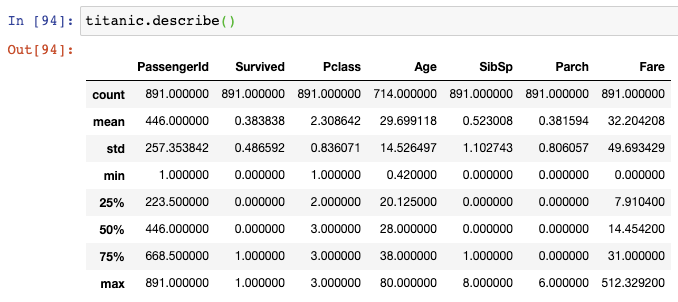 In [94]: titanic.describe()
Out[94]:
PassengerId Survived Pclass Age SibSp Parch Fare
count 891.000000 891.000000 891.000000 714.000000 891.000000 891.000000 891.000000
mean 446.000000 0.383838 2.308642 29.699118 0.523008 0.381594 32.204208
std 257.353842 0.486592 0.836071 14.526497 1.102743 0.806057 49.693429
min 1.000000 0.000000 1.000000 0.420000 0.000000 0.000000 0.000000
25% 223.500000 0.000000 2.000000 20.125000 0.000000 0.000000 7.910400
50% 446.000000 0.000000 3.000000 28.000000 0.000000 0.000000 14.454200
75% 668.500000 1.000000 3.000000 38.000000 1.000000 0.000000 31.000000
max 891.000000 1.000000 3.000000 80.000000 8.000000 6.000000 512.329200